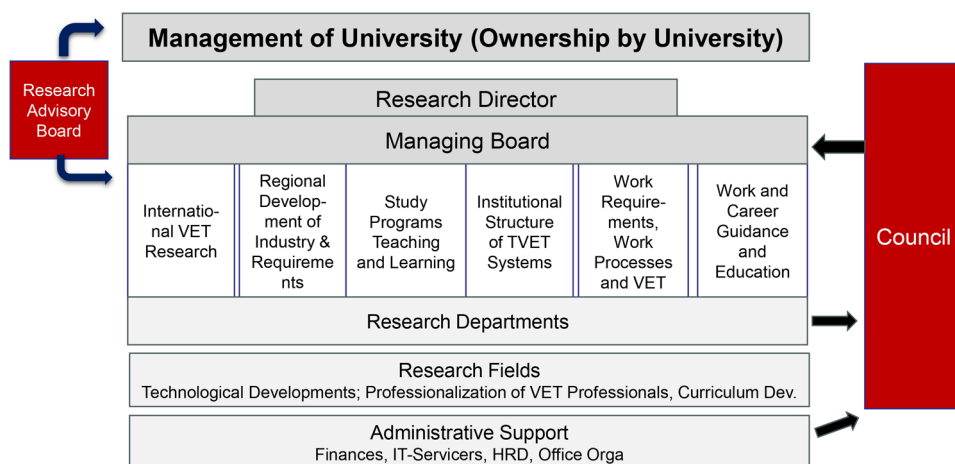 Management of University (Ownership by University)
Research
Advisory
Board
Research Director
Managing Board
Internatio-
nal VET
Research
Regional
Develop-
ment of
Industry &
Requireme
nts
Study
Programs
Teaching
and Learning
Institutional
Structure
of TVET
Systems
Work
Require-
ments,
Work
Processes
and VET
Work and
Career
Guidance
and
Education
Council
Research Departments
Research Fields
Technological Developments; Professionalization of VET Professionals, Curriculum Dev.
Administrative Support
Finances, IT-Servicers, HRD, Office Orga